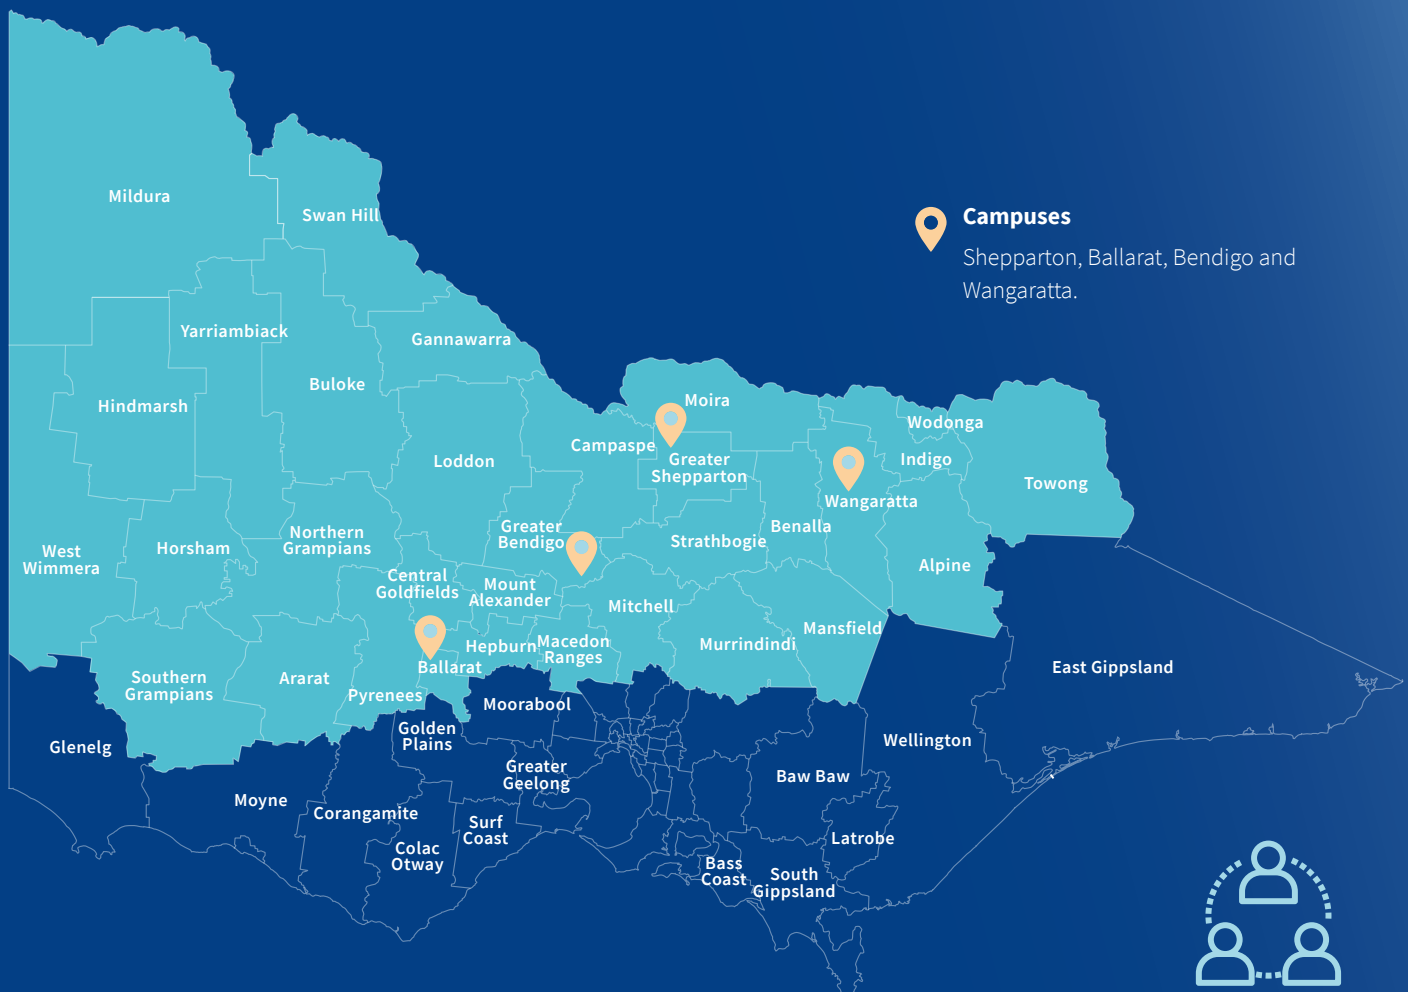 Mildura
Swan Hill
Campuses
Shepparton, Ballarat, Bendigo and
Wangaratta.
Yarriambiack
Gannawarra
Buloke
Hindmarsh
Moira
Wodonga
Campaspe
Loddon
Greater
Shepparton
Indigo
Towong
Wangaratta
Greater
Bendigo
Benalla
Northern
Grampians
Strathbogie
Horsham
West
Wimmera
Alpine
Central
Goldfields
Mount
Alexander
Mitchell
Mansfield
Hepburn
Macedon
Ranges
Murrindindi
Ballarat
East Gippsland
Southern
Grampians
Ararat
Pyrenees
Moorabool
Golden
Plains
Glenelg
Wellington
Greater
Geelong
Baw Baw
Moyne
Corangamite
Surf
Coast
Latrobe
Colac
Otway
Bass
Coast
South
Gippsland